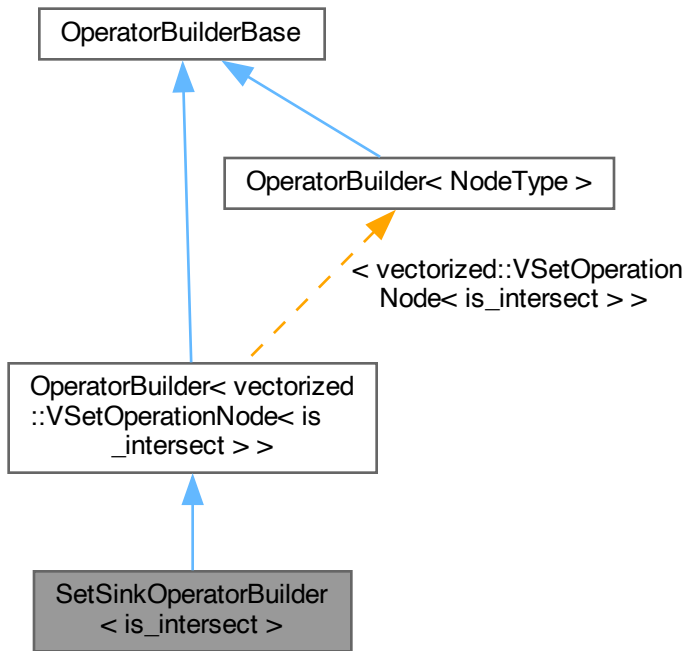 OperatorBuilderBase
OperatorBuilder< NodeType >
< vectorized::VSetOperation
Node< is_intersect > >
OperatorBuilder< vectorized
::VSetOperationNode< is
_intersect > >
SetSinkOperatorBuilder
< is_intersect >